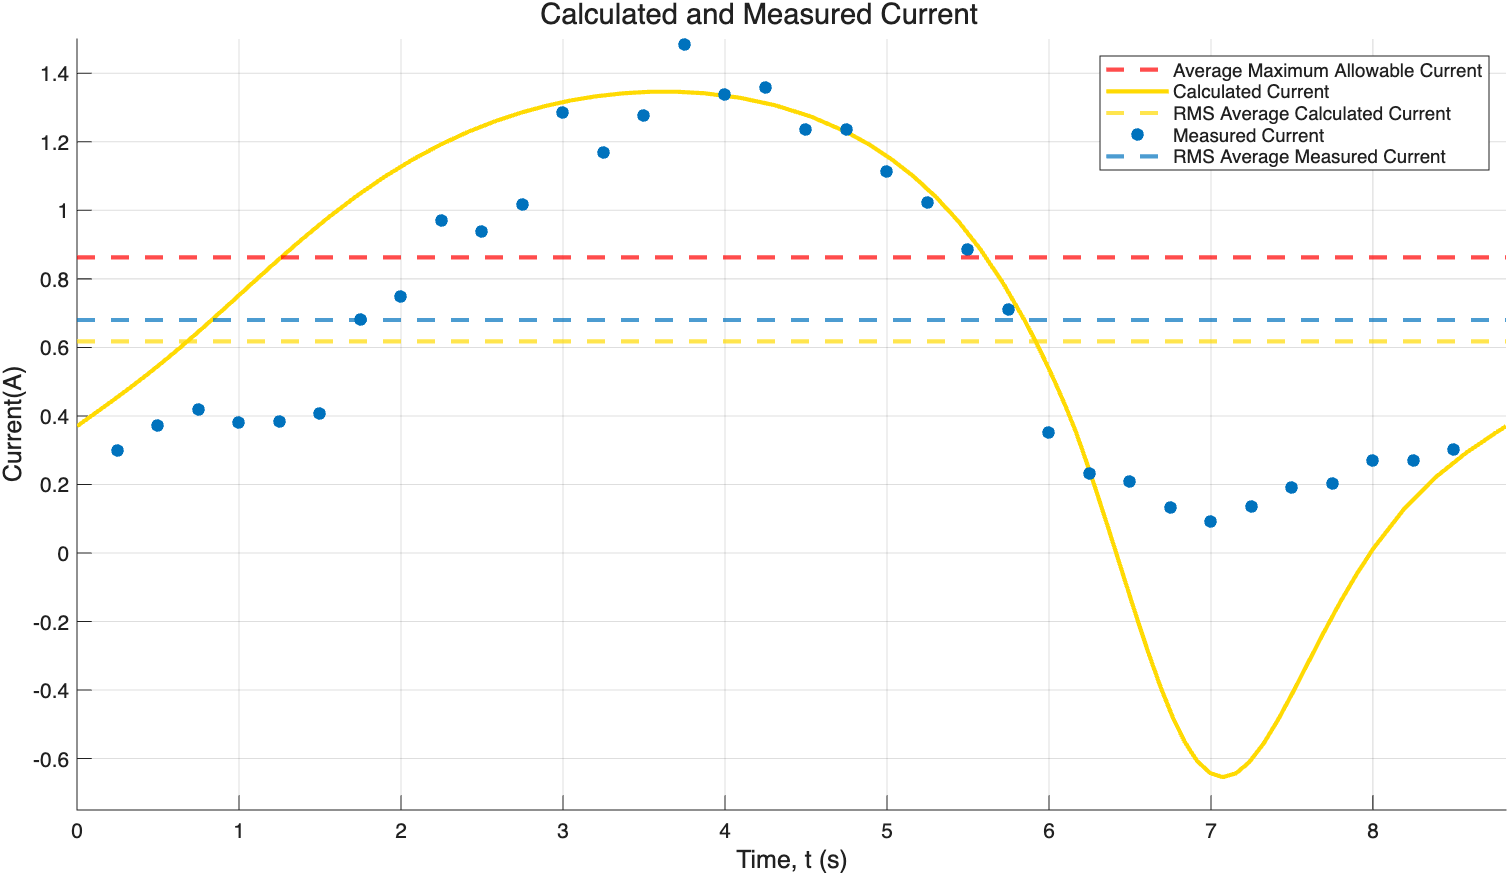 Calculated and Measured Current
Average Maximum Allowable Current
Calculated Current
RMS Average Calculated Current
Measured Current
RMS Average Measured Current
1.4
1.2
1
0.8
0.6
0.4
0.2
0
-0.2
-0.4
-0.6
Current(A)
0 1 2 3 4 5 6 7 8
Time, t (s)